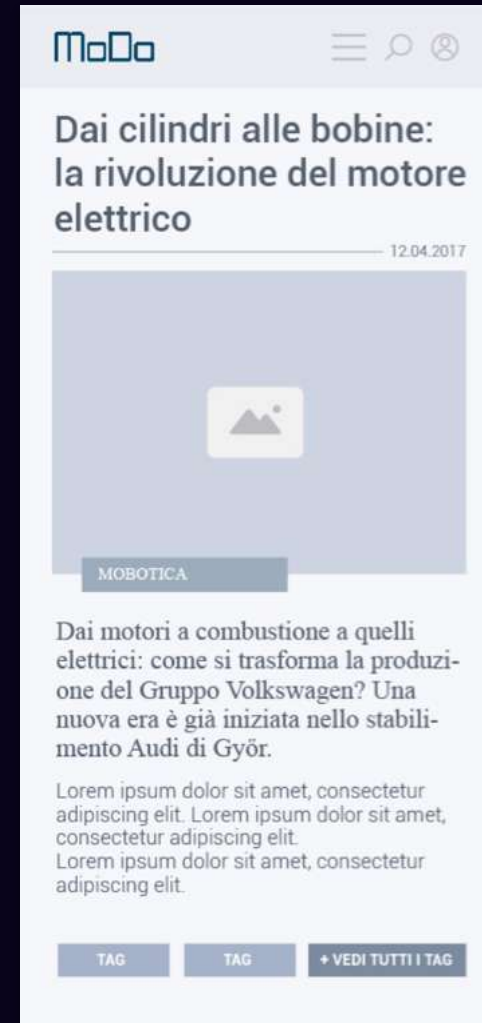 MoDo
Dai cilindri alle bobine:
la rivoluzione del motore
elettrico
12.04.2017
MOBOTICA
Dai motori a combustione a quelli
elettrici: come si trasforma la produzi-
one del Gruppo Volkswagen? Una
nuova era è già iniziata nello stabili-
mento Audi di Győr.
Lorem ipsum dolor sit amet, consectetur
adipiscing elit. Lorem ipsum dolor sit amet,
consectetur adipiscing elit.
Lorem ipsum dolor sit amet, consectetur
adipiscing elit.
TAG TAG + VEDI TUTTI I TAG